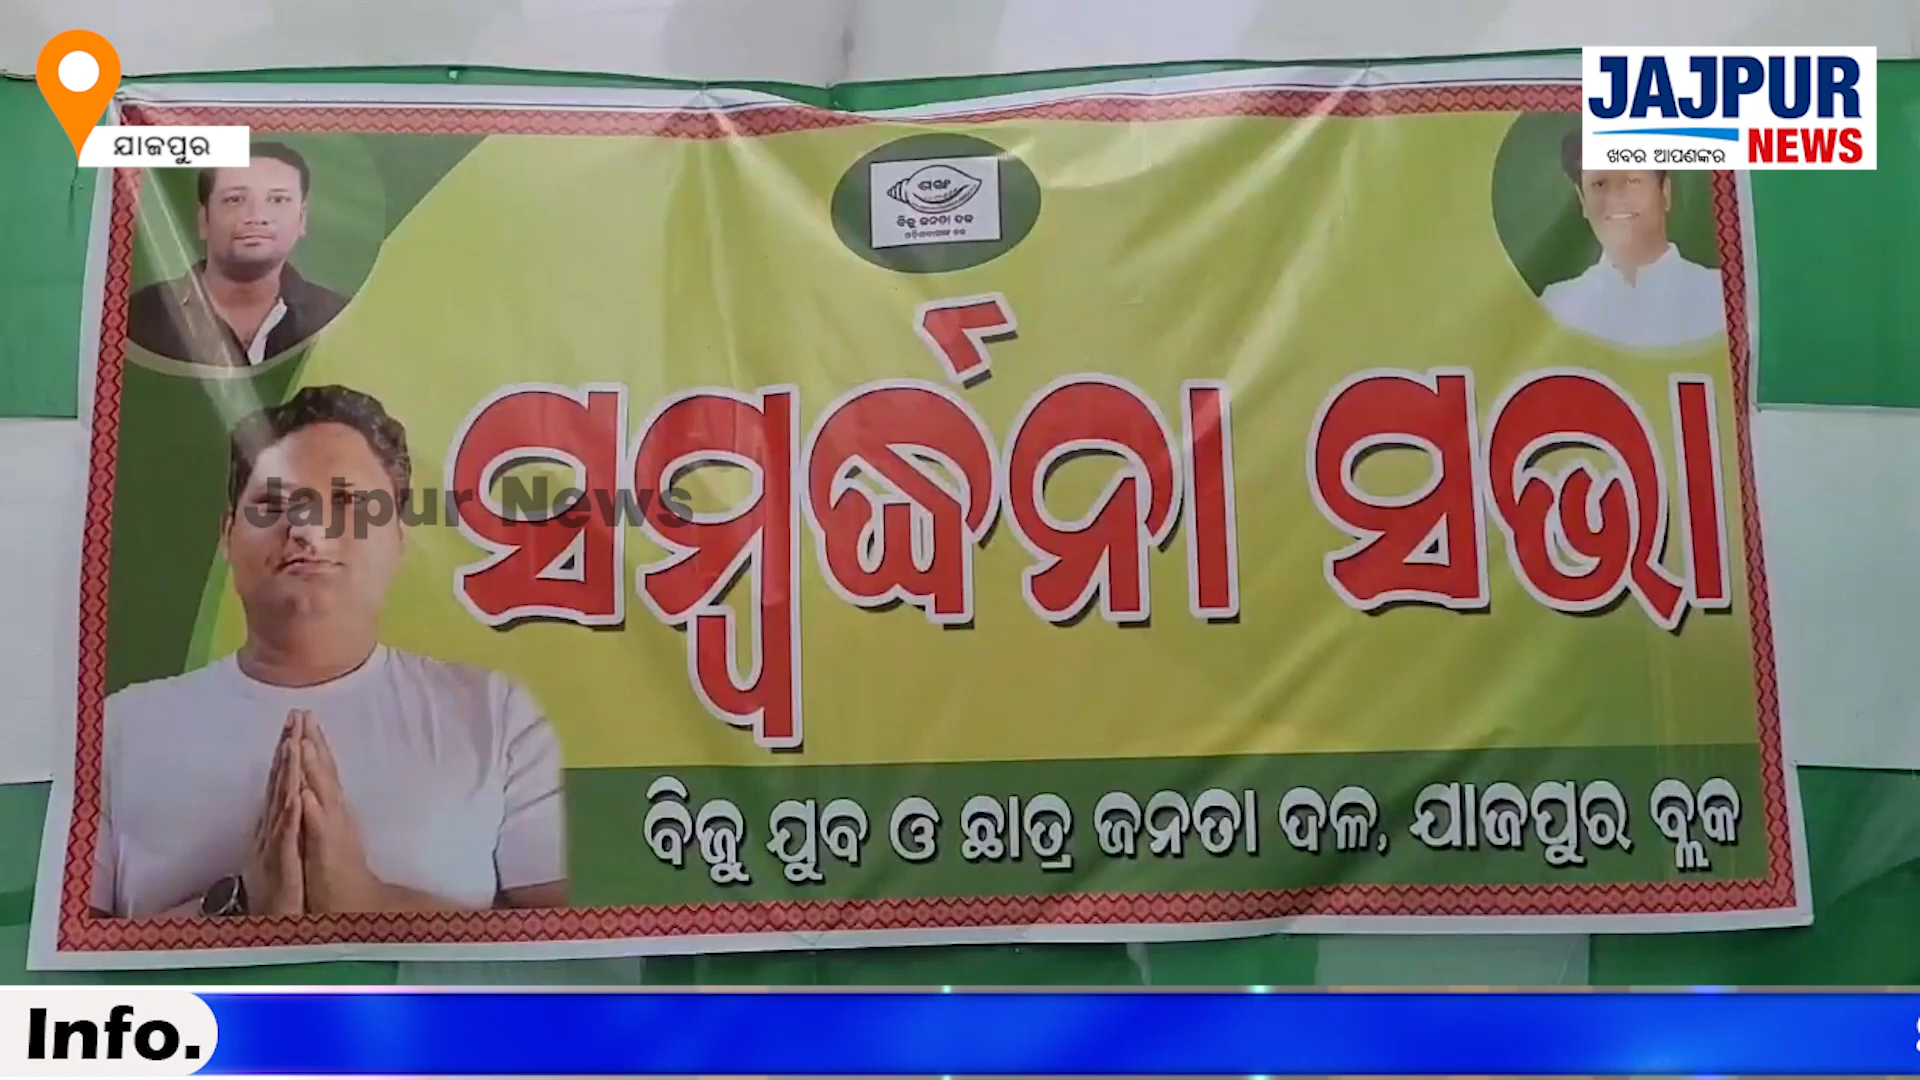 ଯାଜପୁର
JAJPUR
ଖବର ଆପଣଙ୍କର NEWS
ଶଙ୍ଖ
ବିଜୁ ଜନତା ଦଳ
ସମ୍ବର୍ଦ୍ଧନା ସଭା
Jajpur News
ବିଜୁ ଯୁବ ଓ ଛାତ୍ର ଜନତା ଦଳ, ଯାଜପୁର ବ୍ଲକ
Info.